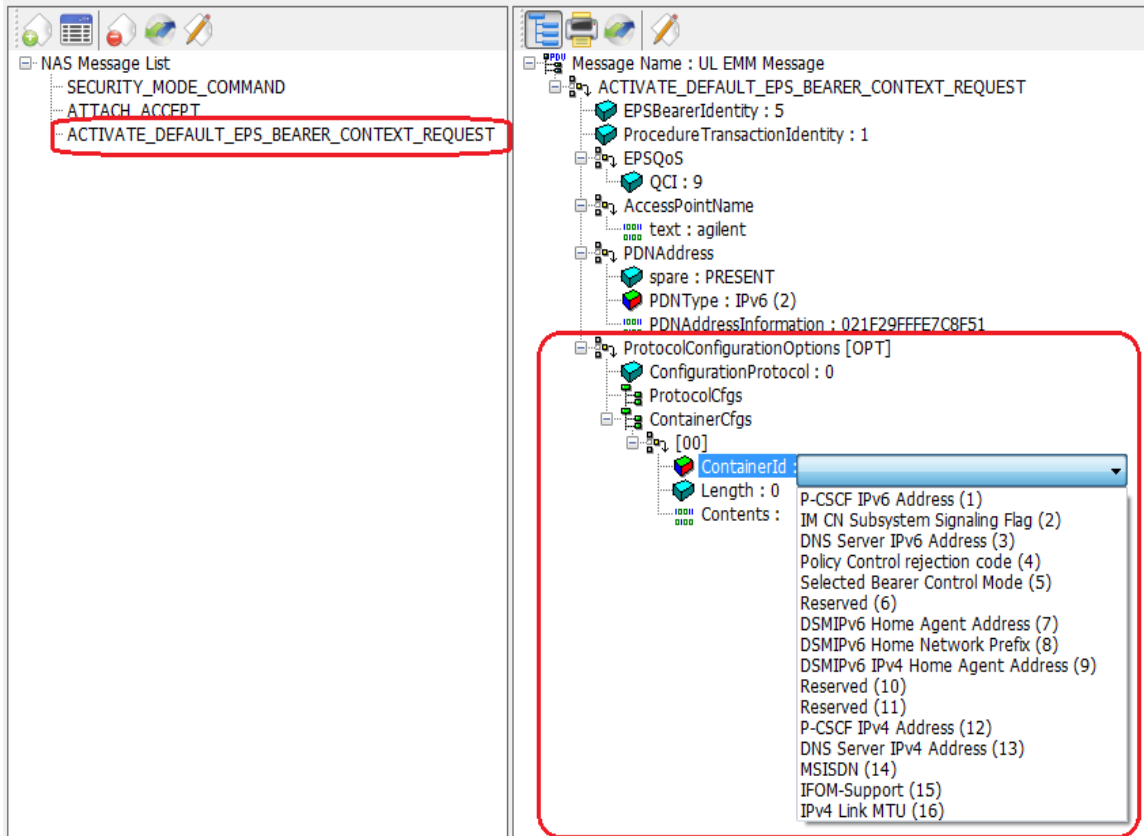 NAS Message List
SECURITY_MODE_COMMAND
ATTACH_ACCEPT
ACTIVATE_DEFAULT_EPS_BEARER_CONTEXT_REQUEST
Message Name : UL EMM Message
ACTIVATE_DEFAULT_EPS_BEARER_CONTEXT_REQUEST
EPSBearerIdentity : 5
ProcedureTransactionIdentity : 1
EPSQoS
QCI : 9
AccessPointName
text : agilent
PDNAddress
spare : PRESENT
PDNType : IPv6 (2)
PDNAddressInformation : 021F29FFFE7C8F51
ProtocolConfigurationOptions [OPT]
ConfigurationProtocol : 0
ProtocolCfgs
ContainerCfgs
[00]
ContainerId :
Length : 0
Contents :
P-CSCF IPv6 Address (1)
IM CN Subsystem Signaling Flag (2)
DNS Server IPv6 Address (3)
Policy Control rejection code (4)
Selected Bearer Control Mode (5)
Reserved (6)
DSMIPv6 Home Agent Address (7)
DSMIPv6 Home Network Prefix (8)
DSMIPv6 IPv4 Home Agent Address (9)
Reserved (10)
Reserved (11)
P-CSCF IPv4 Address (12)
DNS Server IPv4 Address (13)
MSISDN (14)
IFOM-Support (15)
IPv4 Link MTU (16)